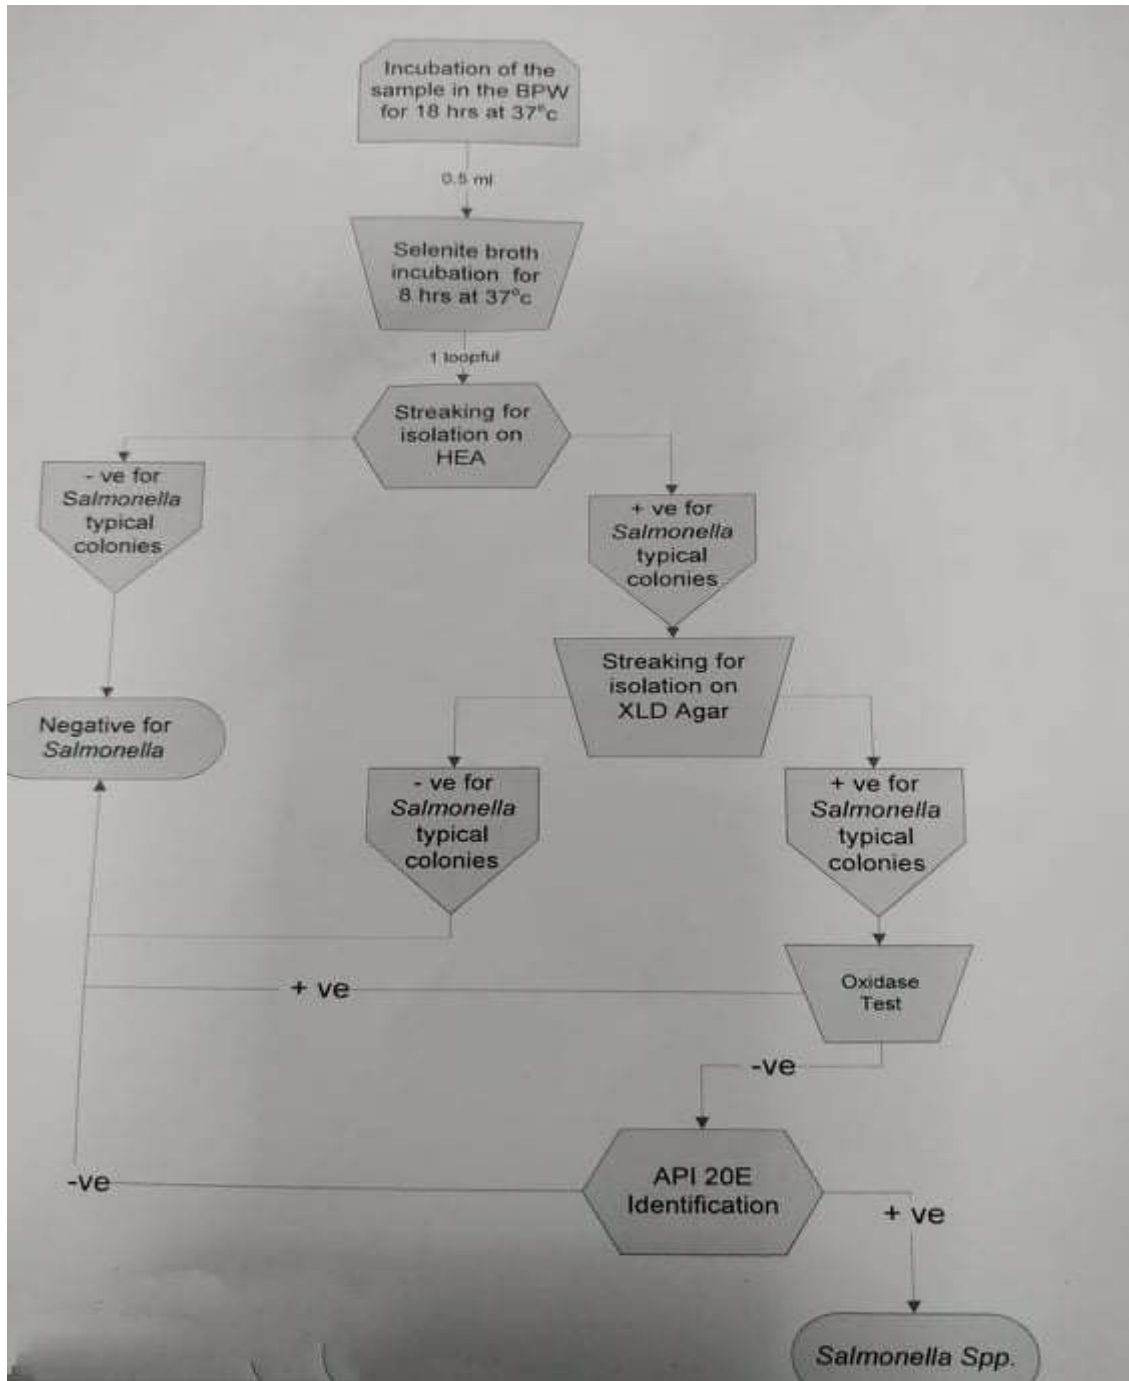 Incubation of the
sample in the BPW
for 18 hrs at 37°c
0.5 ml
Selenite broth
incubation for
8 hrs at 37°c
1 loopful
Streaking for
isolation on
HEA
- ve for
Salmonella
typical
colonies
+ ve for
Salmonella
typical
colonies
Streaking for
isolation on
XLD Agar
Negative for
Salmonella
- ve for
Salmonella
typical
colonies
+ ve for
Salmonella
typical
colonies
Oxidase
Test
+ ve
-ve
API 20E
Identification
-ve
+ ve
Salmonella Spp.